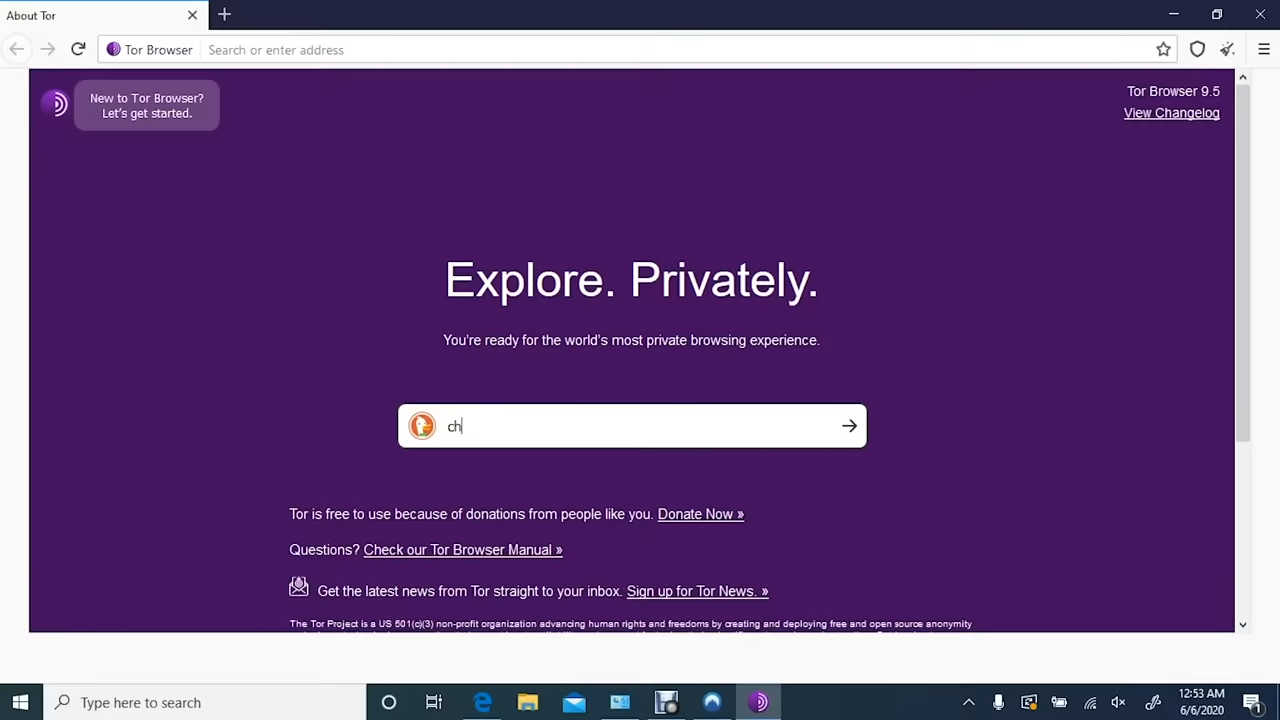 About Tor
Tor Browser
Search or enter address
New to Tor Browser?
Let's get started.
Tor Browser 9.5
View Changelog
Explore. Privately.
You're ready for the world's most private browsing experience.
ch
Tor is free to use because of donations from people like you. Donate Now »
Questions? Check our Tor Browser Manual »
Get the latest news from Tor straight to your inbox. Sign up for Tor News. »
The Tor Project is a US 501(c)(3) non-profit organization advancing human rights and freedoms by creating and deploying free and open source anonymity
Type here to search
12:53 AM
6/6/2020
1